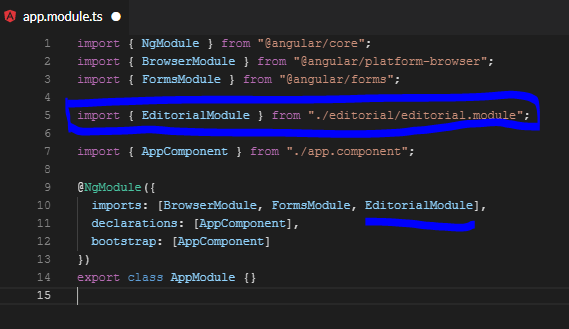 app.module.ts
1 import { NgModule } from "@angular/core";
2 import { BrowserModule } from "@angular/platform-browser";
3 import { FormsModule } from "@angular/forms";
4
5 import { EditorialModule } from "./editorial/editorial.module";
6
7 import { AppComponent } from "./app.component";
8
9 @NgModule({
10 imports: [BrowserModule, FormsModule, EditorialModule],
11 declarations: [AppComponent],
12 bootstrap: [AppComponent]
13 })
14 export class AppModule {}
15